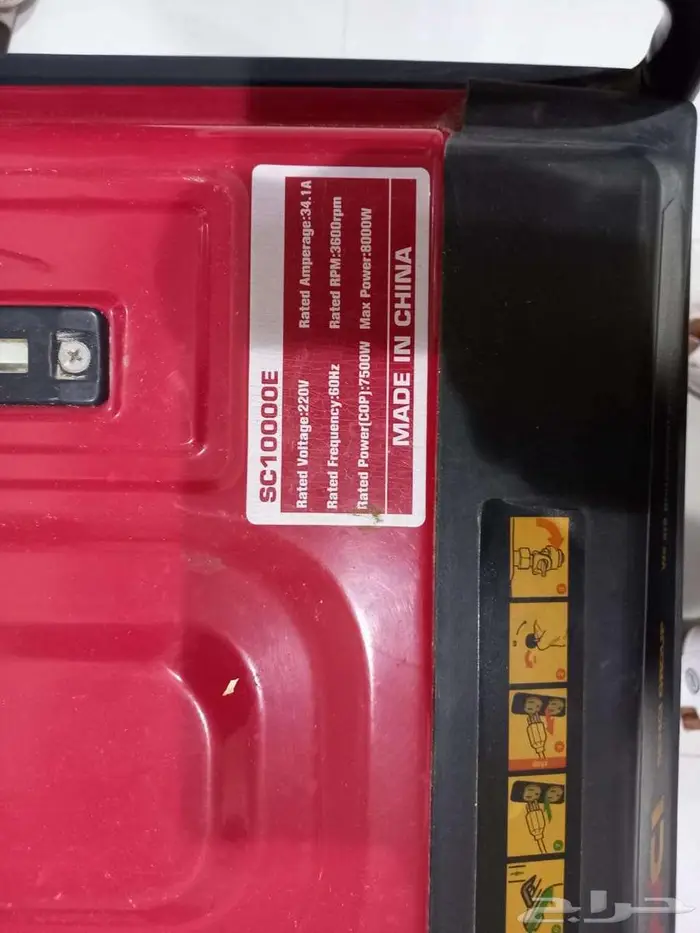 SC10000E
Rated Voltage:220V Rated Amperage:34.1A
Rated Frequency:60Hz Rated RPM:3600rpm
Rated Power(COP):7500W Max Power:8000W
MADE IN CHINA
stop
حراج